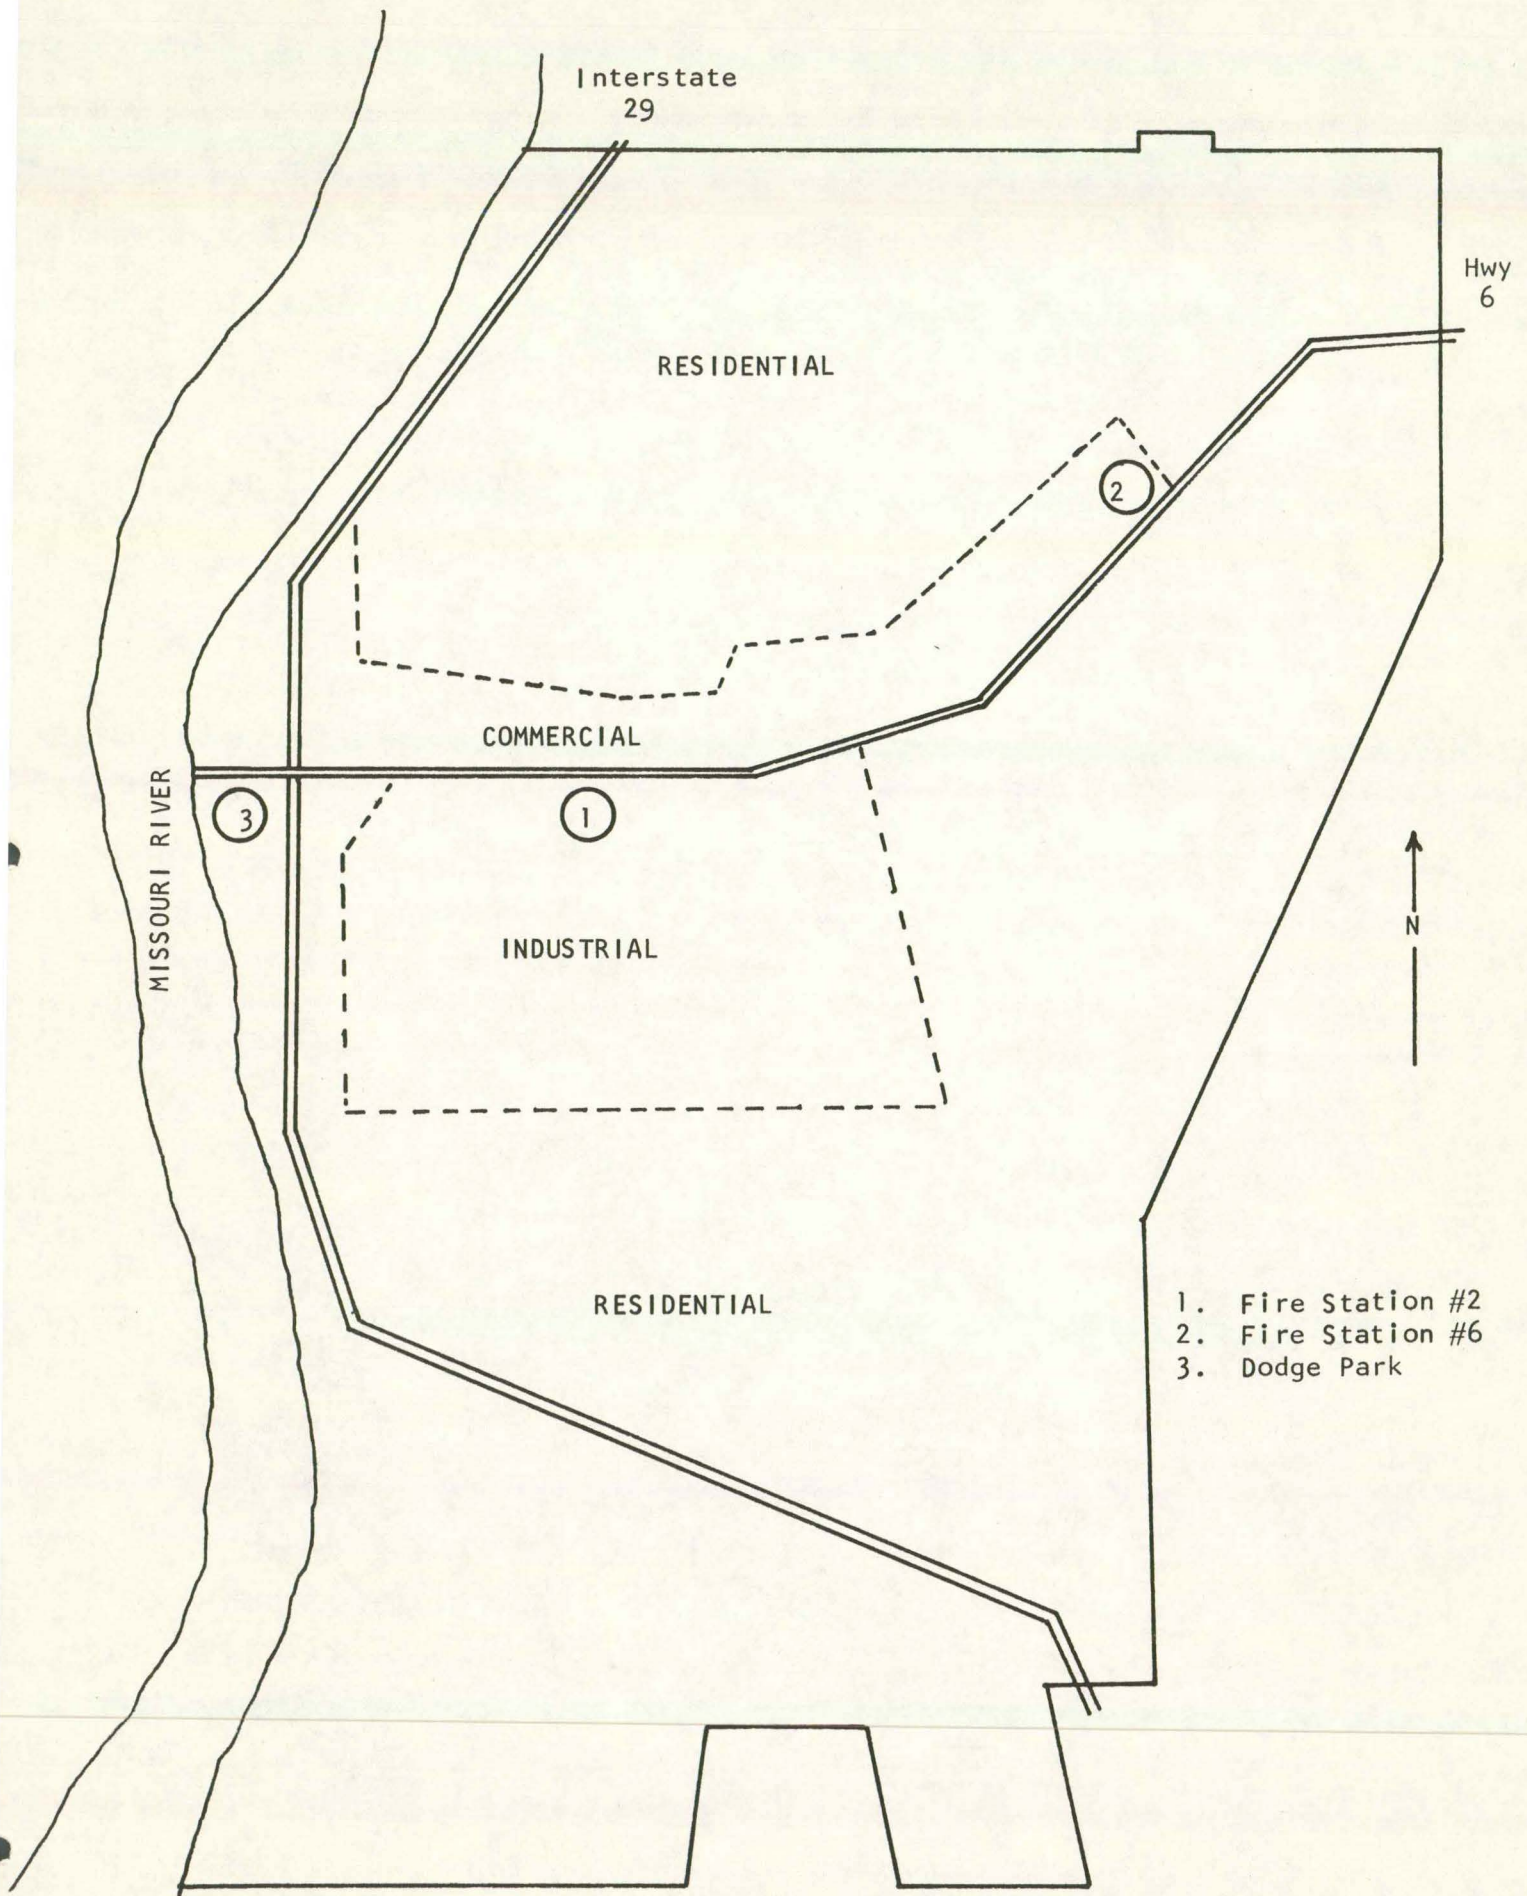 Interstate
29
Hwy
6
RESIDENTIAL
2
COMMERCIAL
MISSOURI RIVER
3
1
INDUSTRIAL
N
RESIDENTIAL
1. Fire Station #2
2. Fire Station #6
3. Dodge Park